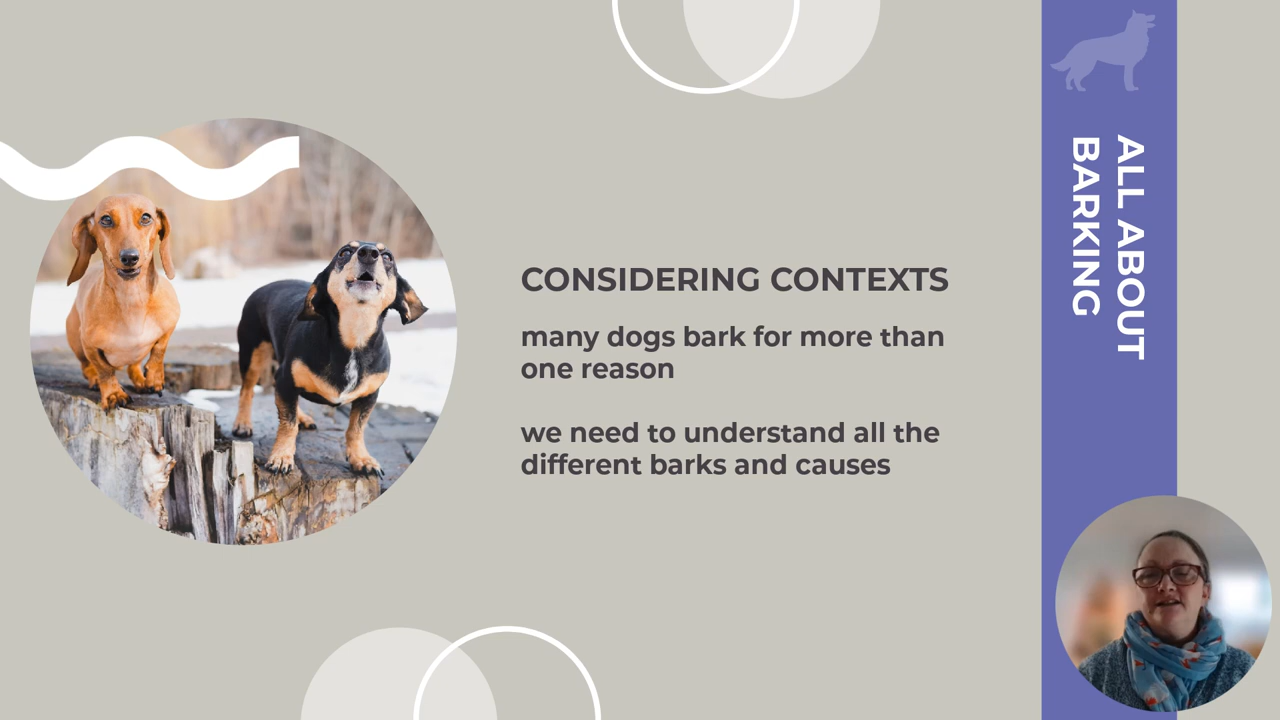 CONSIDERING CONTEXTS
many dogs bark for more than
one reason
we need to understand all the
different barks and causes
ALL ABOUT
BARKING